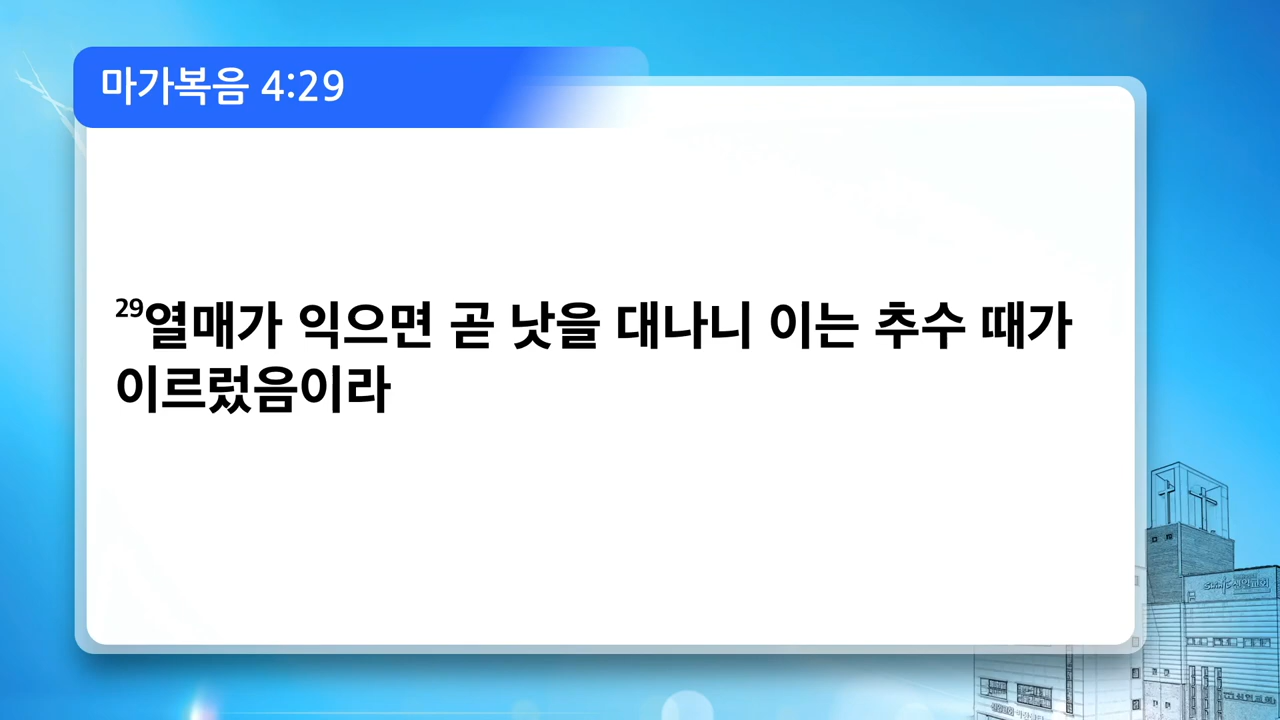 마가복음 4:29
29열매가 익으면 곧 낫을 대나니 이는 추수 때가
이르렀음이라